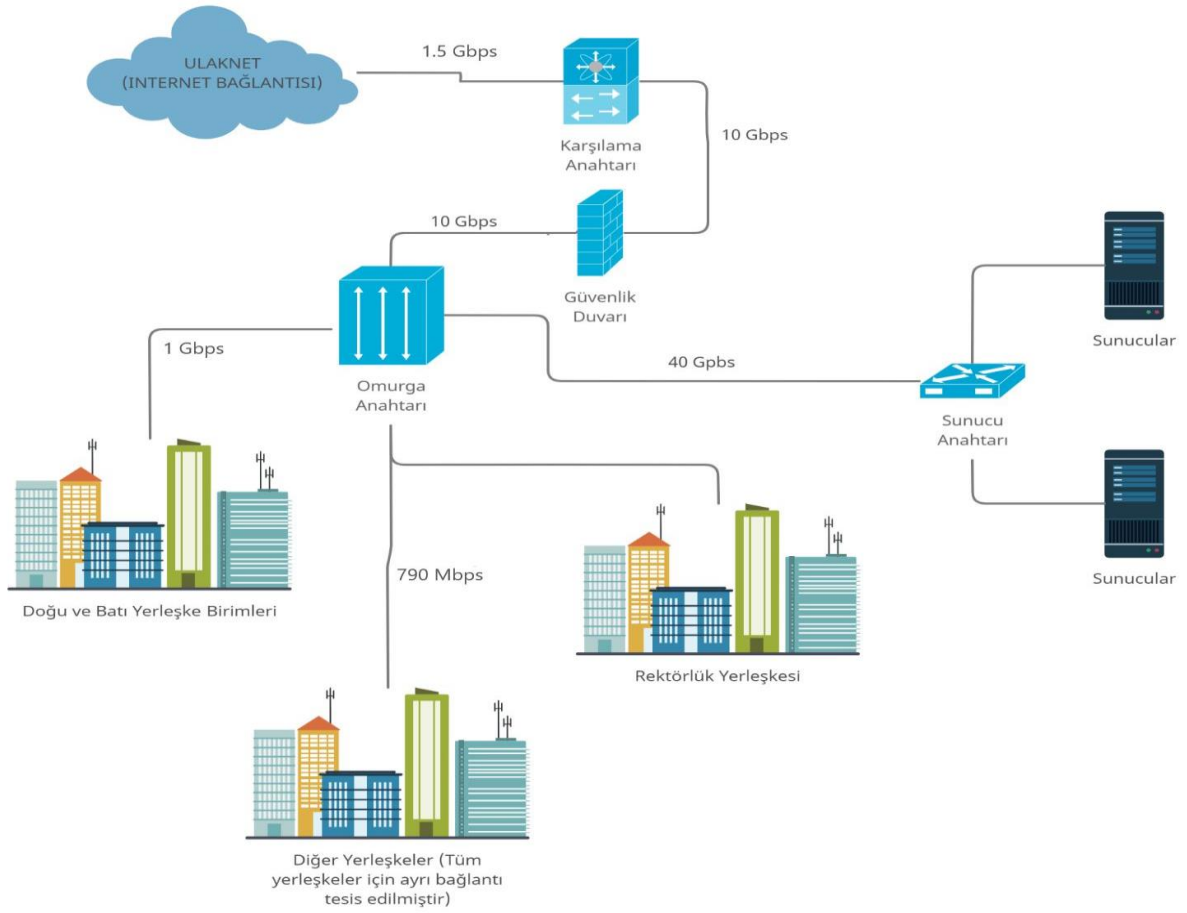 ULAKNET
(INTERNET BAĞLANTISI)
1.5 Gbps
Karşılama
Anahtarı
10 Gbps
10 Gbps
Güvenlik
Duvarı
Omurga
Anahtarı
1 Gbps
40 Gpbs
Sunucu
Anahtarı
Sunucular
Sunucular
Doğu ve Batı Yerleşke Birimleri
790 Mbps
Rektörlük Yerleşkesi
Diğer Yerleşkeler (Tüm
yerleşkeler için ayrı bağlantı
tesis edilmiştir)